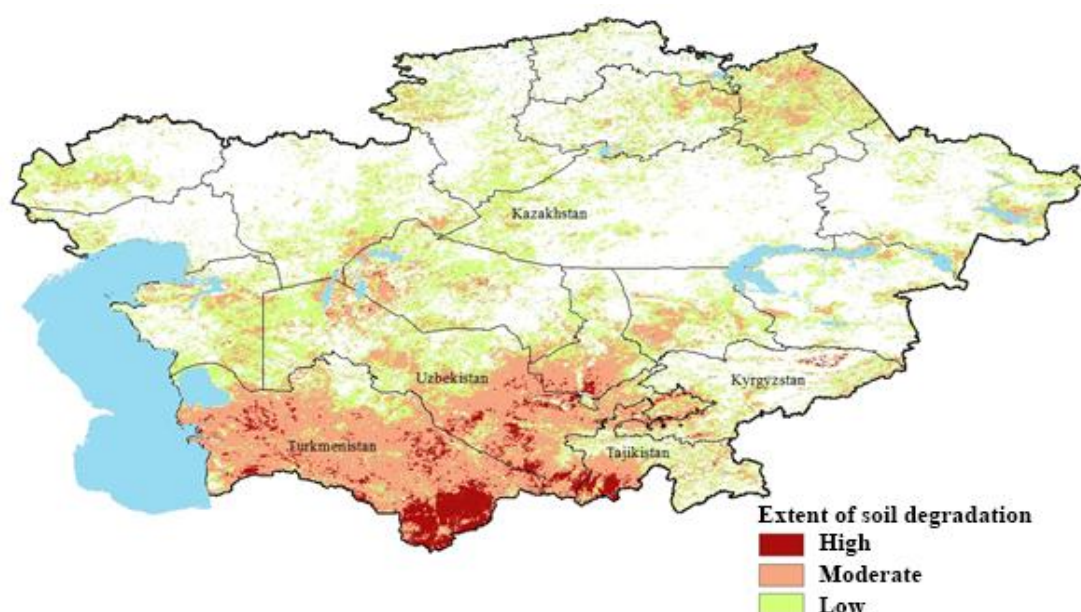 Kazakhstan
Uzbekistan
Kyrgyzstan
Turkmenistan
Tajikistan
Extent of soil degradation
High
Moderate
Low